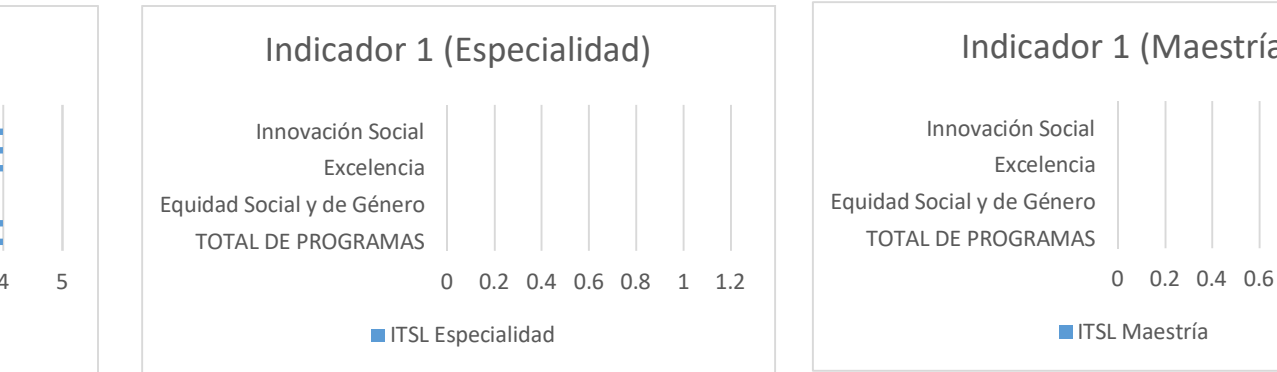 4 5
Indicador 1 (Especialidad)
Innovación Social
Excelencia
Equidad Social y de Género
TOTAL DE PROGRAMAS
0 0.2 0.4 0.6 0.8 1 1.2
ITSL Especialidad
Indicador 1 (Maestría
Innovación Social
Excelencia
Equidad Social y de Género
TOTAL DE PROGRAMAS
0 0.2 0.4 0.6
ITSL Maestría